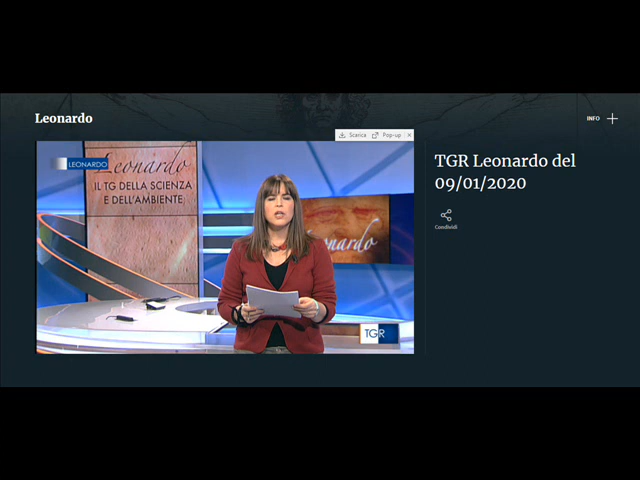 Leonardo
INFO
Scarica
Pop-up
LEONARDO
Leonardo
IL TG DELLA SCIENZA
E DELL'AMBIENTE
Leonardo
TGR
TGR Leonardo del
09/01/2020
Condividi